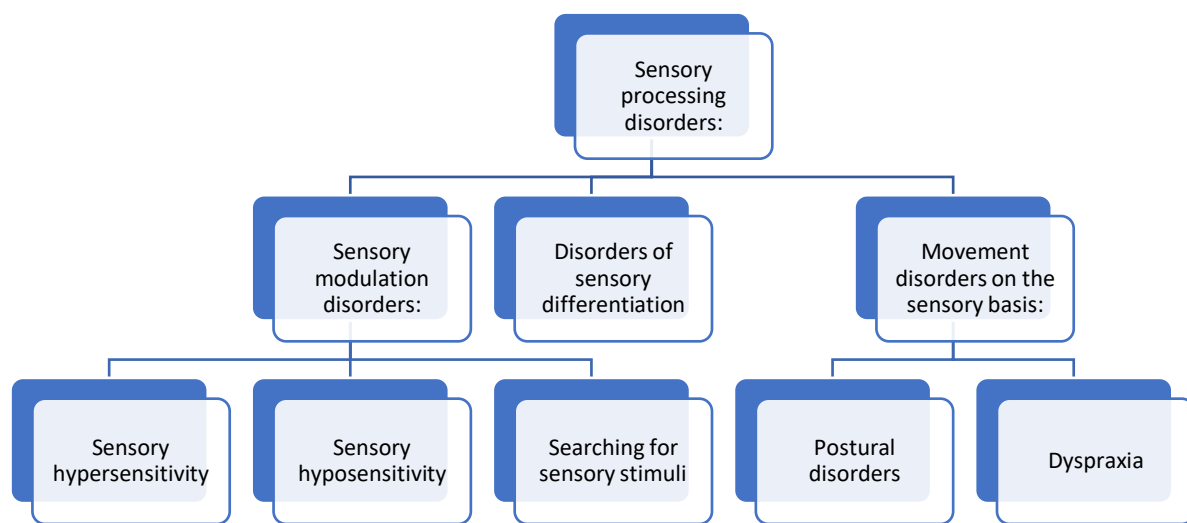 Sensory
processing
disorders:
Sensory
modulation
disorders:
Disorders of
sensory
differentiation
Movement
disorders on the
sensory basis:
Sensory
hypersensitivity
Sensory
hyposensitivity
Searching for
sensory stimuli
Postural
disorders
Dyspraxia